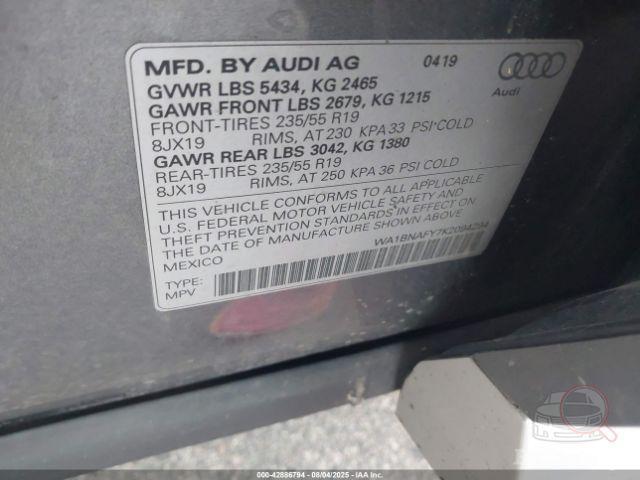 MFD. BY AUDI AG 0419
GVWR LBS 5434, KG 2465
GAWR FRONT LBS 2679, KG 1215
FRONT-TIRES 235/55 R19
8JX19 RIMS, AT 230 KPA 33 PSI COLD
GAWR REAR LBS 3042, KG 1380
REAR-TIRES 235/55 R19
8JX19 RIMS, AT 250 KPA 36 PSI COLD
Audi
THIS VEHICLE CONFORMS TO ALL APPLICABLE
U.S. FEDERAL MOTOR VEHICLE SAFETY AND
THEFT PREVENTION STANDARDS IN EFFECT ON
THE DATE OF MANUFACTURE SHOWN ABOVE
MEXICO
WA1BNAFY7K2094294
TYPE:
MPV
000-42886794 - 08/04/2025 - IAAI.COM